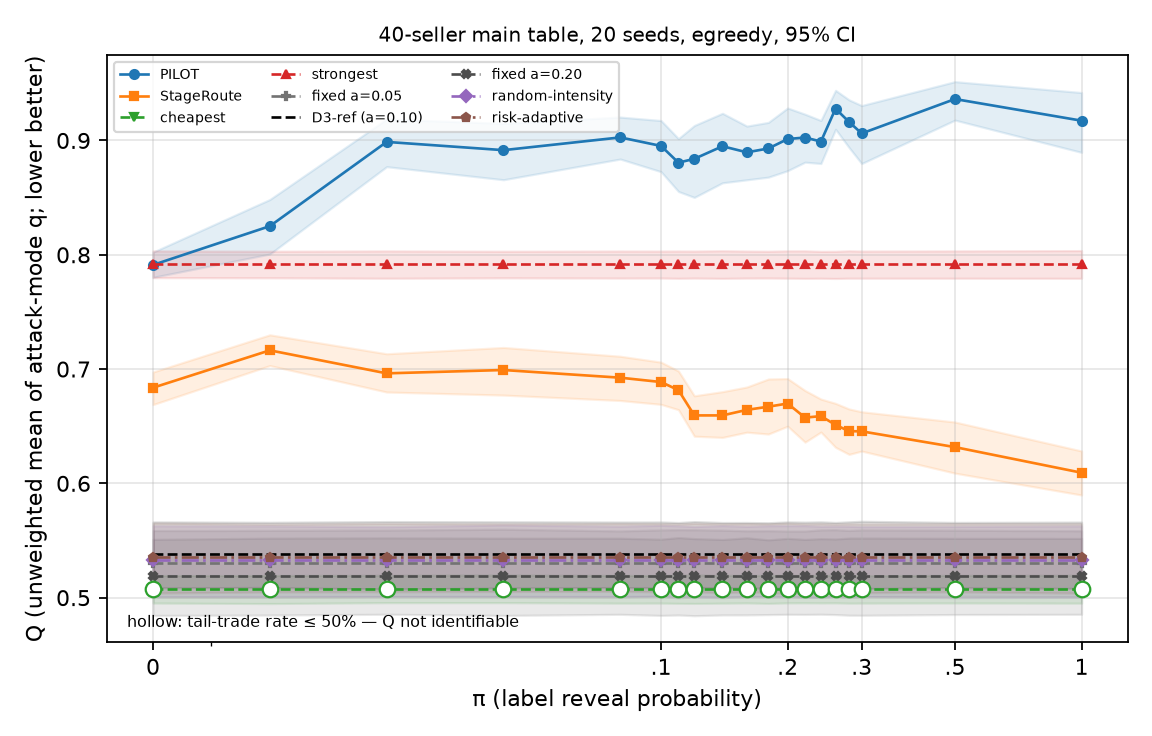 40-seller main table, 20 seeds, egreedy, 95% CI
Q (unweighted mean of attack-mode q; lower better)
PILOT
StageRoute
cheapest
strongest
fixed a=0.05
D3-ref (a=0.10)
fixed a=0.20
random-intensity
risk-adaptive
0.9
0.8
0.7
0.6
0.5
hollow: tail-trade rate ≤ 50% — Q not identifiable
0 .1 .2 .3 .5 1
π (label reveal probability)